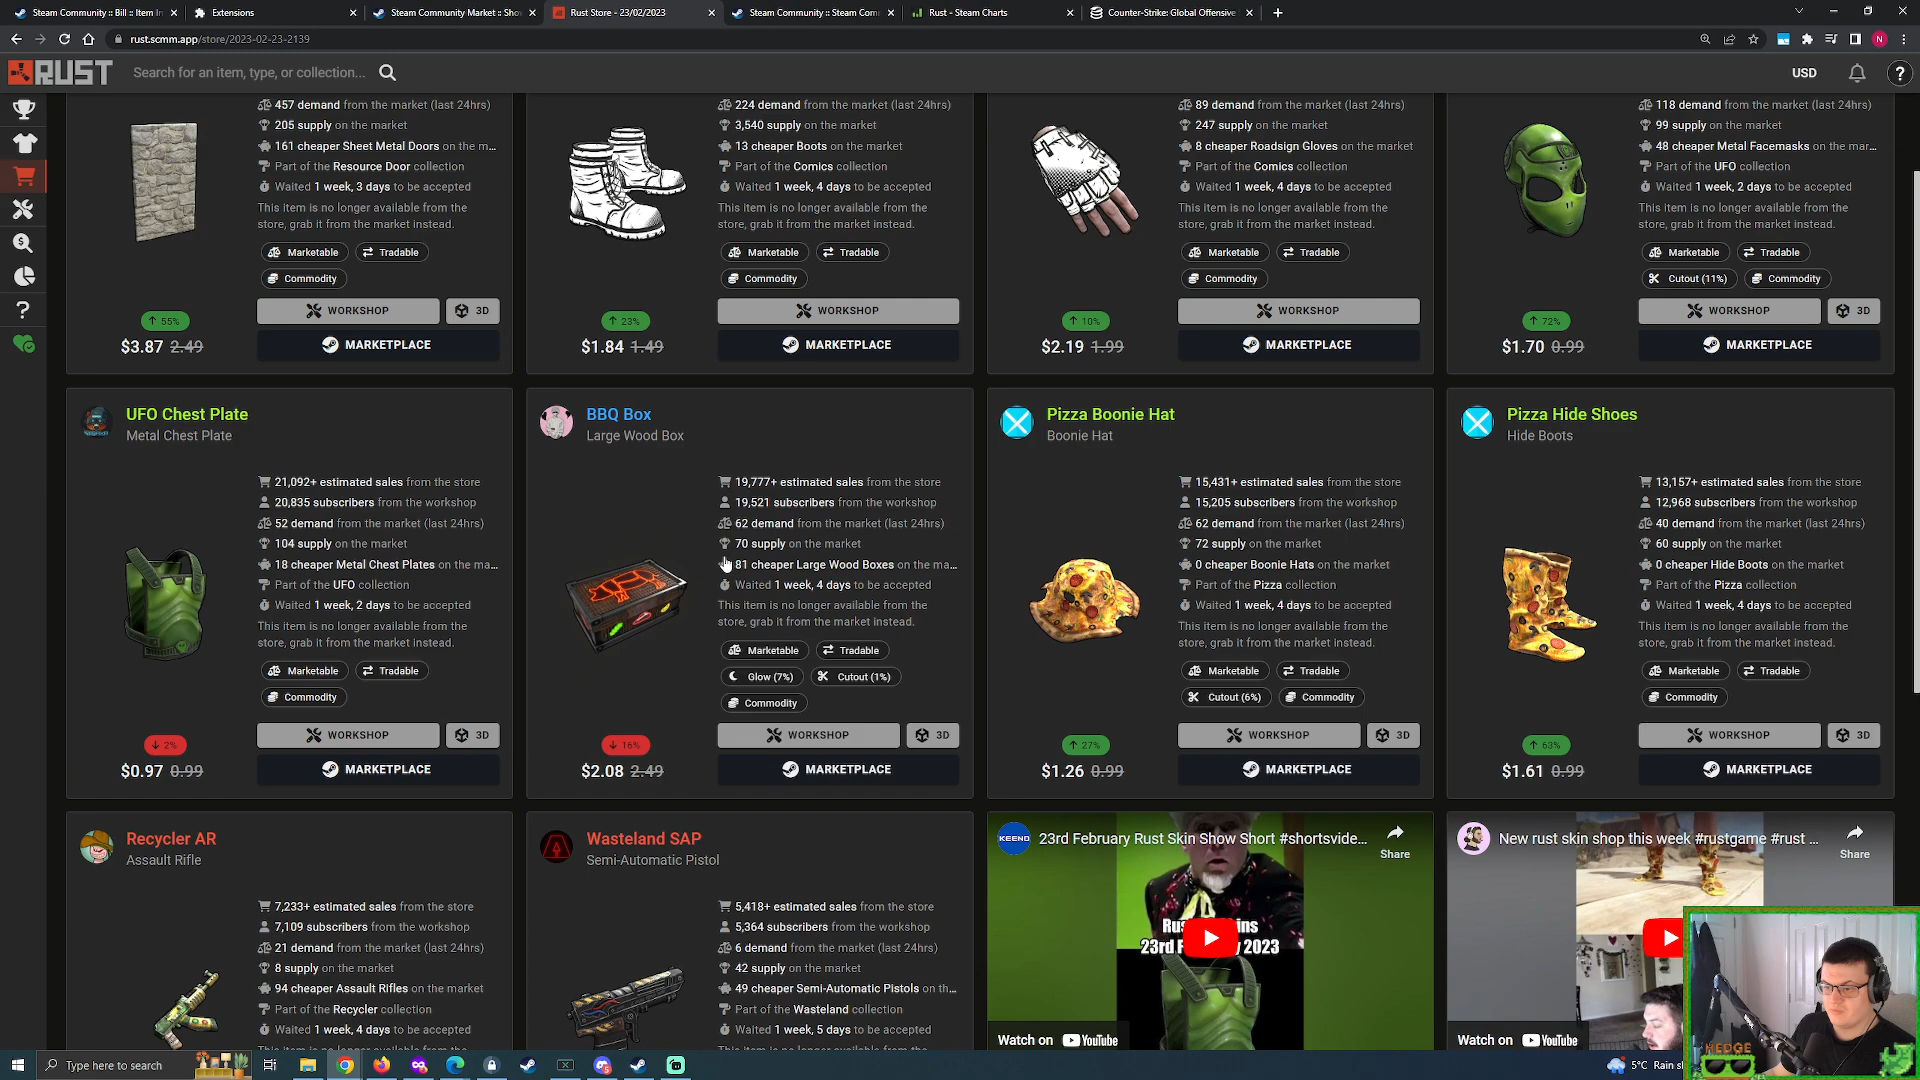 Steam Community :: Bill :: Item In
Extensions
Steam Community Market :: Sho
Rust Store - 23/02/2023
Steam Community :: Steam Com
Rust - Steam Charts
Counter-Strike: Global Offensive
rust.scmm.app/store/2023-02-23-2139
N
RUST
Search for an item, type, or collection...
USD
?
457 demand from the market (last 24hrs)
205 supply on the market
161 cheaper Sheet Metal Doors on the m...
Part of the Resource Door collection
Waited 1 week, 3 days to be accepted
This item is no longer available from the
store, grab it from the market instead.
Marketable
Tradable
Commodity
55%
WORKSHOP
3D
$3.87 2.49
MARKETPLACE
224 demand from the market (last 24hrs)
3,540 supply on the market
13 cheaper Boots on the market
Part of the Comics collection
Waited 1 week, 4 days to be accepted
This item is no longer available from the
store, grab it from the market instead.
Marketable
Tradable
Commodity
23%
WORKSHOP
$1.84 1.49
MARKETPLACE
89 demand from the market (last 24hrs)
247 supply on the market
8 cheaper Roadsign Gloves on the market
Part of the Comics collection
Waited 1 week, 4 days to be accepted
This item is no longer available from the
store, grab it from the market instead.
Marketable
Tradable
Commodity
10%
WORKSHOP
$2.19 1.99
MARKETPLACE
118 demand from the market (last 24hrs)
99 supply on the market
48 cheaper Metal Facemasks on the mar...
Part of the UFO collection
Waited 1 week, 2 days to be accepted
This item is no longer available from the
store, grab it from the market instead.
Marketable
Tradable
Cutout (11%)
Commodity
72%
WORKSHOP
3D
$1.70 0.99
MARKETPLACE
UFO Chest Plate
Metal Chest Plate
21,092+ estimated sales from the store
20,835 subscribers from the workshop
52 demand from the market (last 24hrs)
104 supply on the market
18 cheaper Metal Chest Plates on the ma...
Part of the UFO collection
Waited 1 week, 2 days to be accepted
This item is no longer available from the
store, grab it from the market instead.
Marketable
Tradable
Commodity
2%
WORKSHOP
3D
$0.97 0.99
MARKETPLACE
BBQ Box
Large Wood Box
19,777+ estimated sales from the store
19,521 subscribers from the workshop
62 demand from the market (last 24hrs)
70 supply on the market
81 cheaper Large Wood Boxes on the ma...
Waited 1 week, 4 days to be accepted
This item is no longer available from the
store, grab it from the market instead.
Marketable
Tradable
Glow (7%)
Cutout (1%)
Commodity
16%
WORKSHOP
3D
$2.08 2.49
MARKETPLACE
Pizza Boonie Hat
Boonie Hat
15,431+ estimated sales from the store
15,205 subscribers from the workshop
62 demand from the market (last 24hrs)
72 supply on the market
0 cheaper Boonie Hats on the market
Part of the Pizza collection
Waited 1 week, 4 days to be accepted
This item is no longer available from the
store, grab it from the market instead.
Marketable
Tradable
Cutout (6%)
Commodity
27%
WORKSHOP
3D
$1.26 0.99
MARKETPLACE
Pizza Hide Shoes
Hide Boots
13,157+ estimated sales from the store
12,968 subscribers from the workshop
40 demand from the market (last 24hrs)
60 supply on the market
0 cheaper Hide Boots on the market
Part of the Pizza collection
Waited 1 week, 4 days to be accepted
This item is no longer available from the
store, grab it from the market instead.
Marketable
Tradable
Commodity
63%
WORKSHOP
3D
$1.61 0.99
MARKETPLACE
Recycler AR
Assault Rifle
7,233+ estimated sales from the store
7,109 subscribers from the workshop
21 demand from the market (last 24hrs)
8 supply on the market
94 cheaper Assault Rifles on the market
Part of the Recycler collection
Waited 1 week, 4 days to be accepted
Wasteland SAP
Semi-Automatic Pistol
5,418+ estimated sales from the store
5,364 subscribers from the workshop
6 demand from the market (last 24hrs)
42 supply on the market
49 cheaper Semi-Automatic Pistols on th...
Part of the Wasteland collection
Waited 1 week, 5 days to be accepted
KEEND
23rd February Rust Skin Show Short #shortsvide...
Share
23rd F 2023
Watch on YouTube
New rust skin shop this week #rustgame #rust ...
Share
Watch on YouTube
HEDGE
Type here to search
5°C Rain